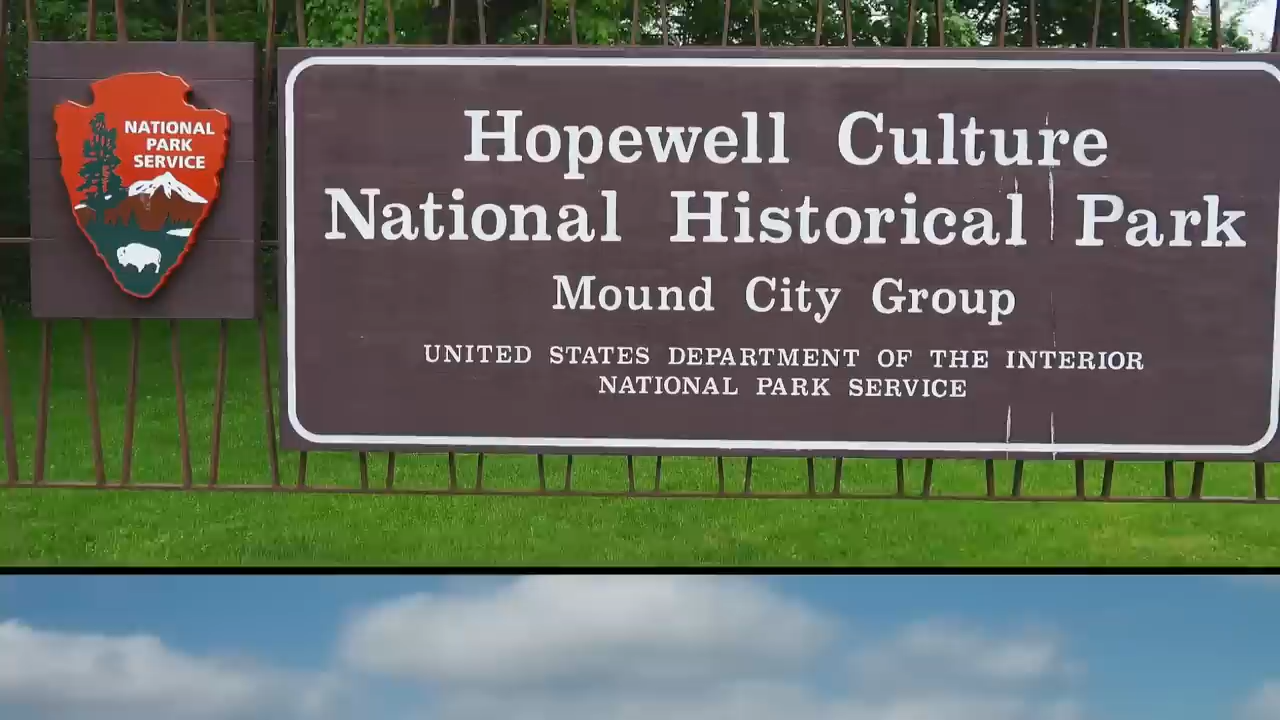 NATIONAL
PARK
SERVICE
Hopewell Culture
National Historical Park
Mound City Group
UNITED STATES DEPARTMENT OF THE INTERIOR
NATIONAL PARK SERVICE